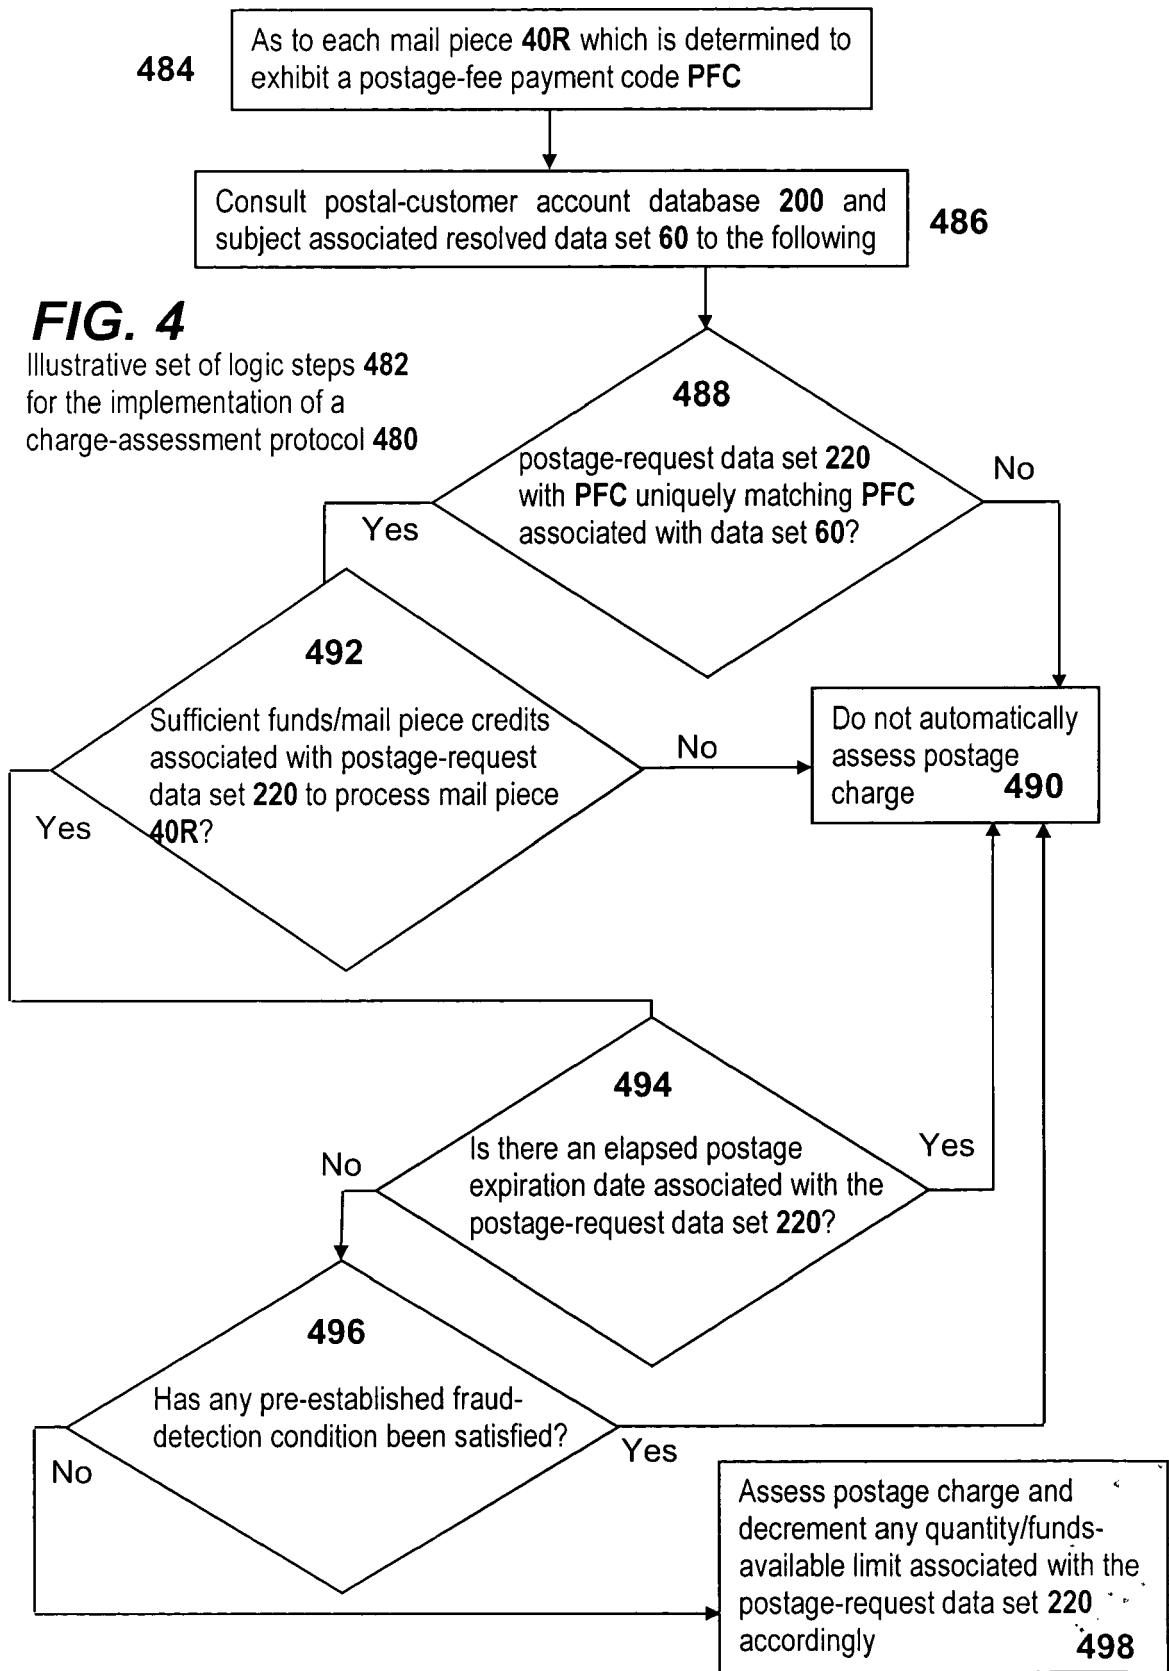 484
As to each mail piece 40R which is determined to
exhibit a postage-fee payment code PFC
Consult postal-customer account database 200 and
subject associated resolved data set 60 to the following
486
FIG. 4
Illustrative set of logic steps 482
for the implementation of a
charge-assessment protocol 480
488
postage-request data set 220
with PFC uniquely matching PFC
associated with data set 60?
No
Yes
492
Sufficient funds/mail piece credits
associated with postage-request
data set 220 to process mail piece
40R?
No
Yes
Do not automatically
assess postage
charge 490
494
Is there an elapsed postage
expiration date associated with the
postage-request data set 220?
Yes
No
496
Has any pre-established fraud-
detection condition been satisfied?
Yes
No
Assess postage charge and
decrement any quantity/funds-
available limit associated with the
postage-request data set 220
accordingly
498